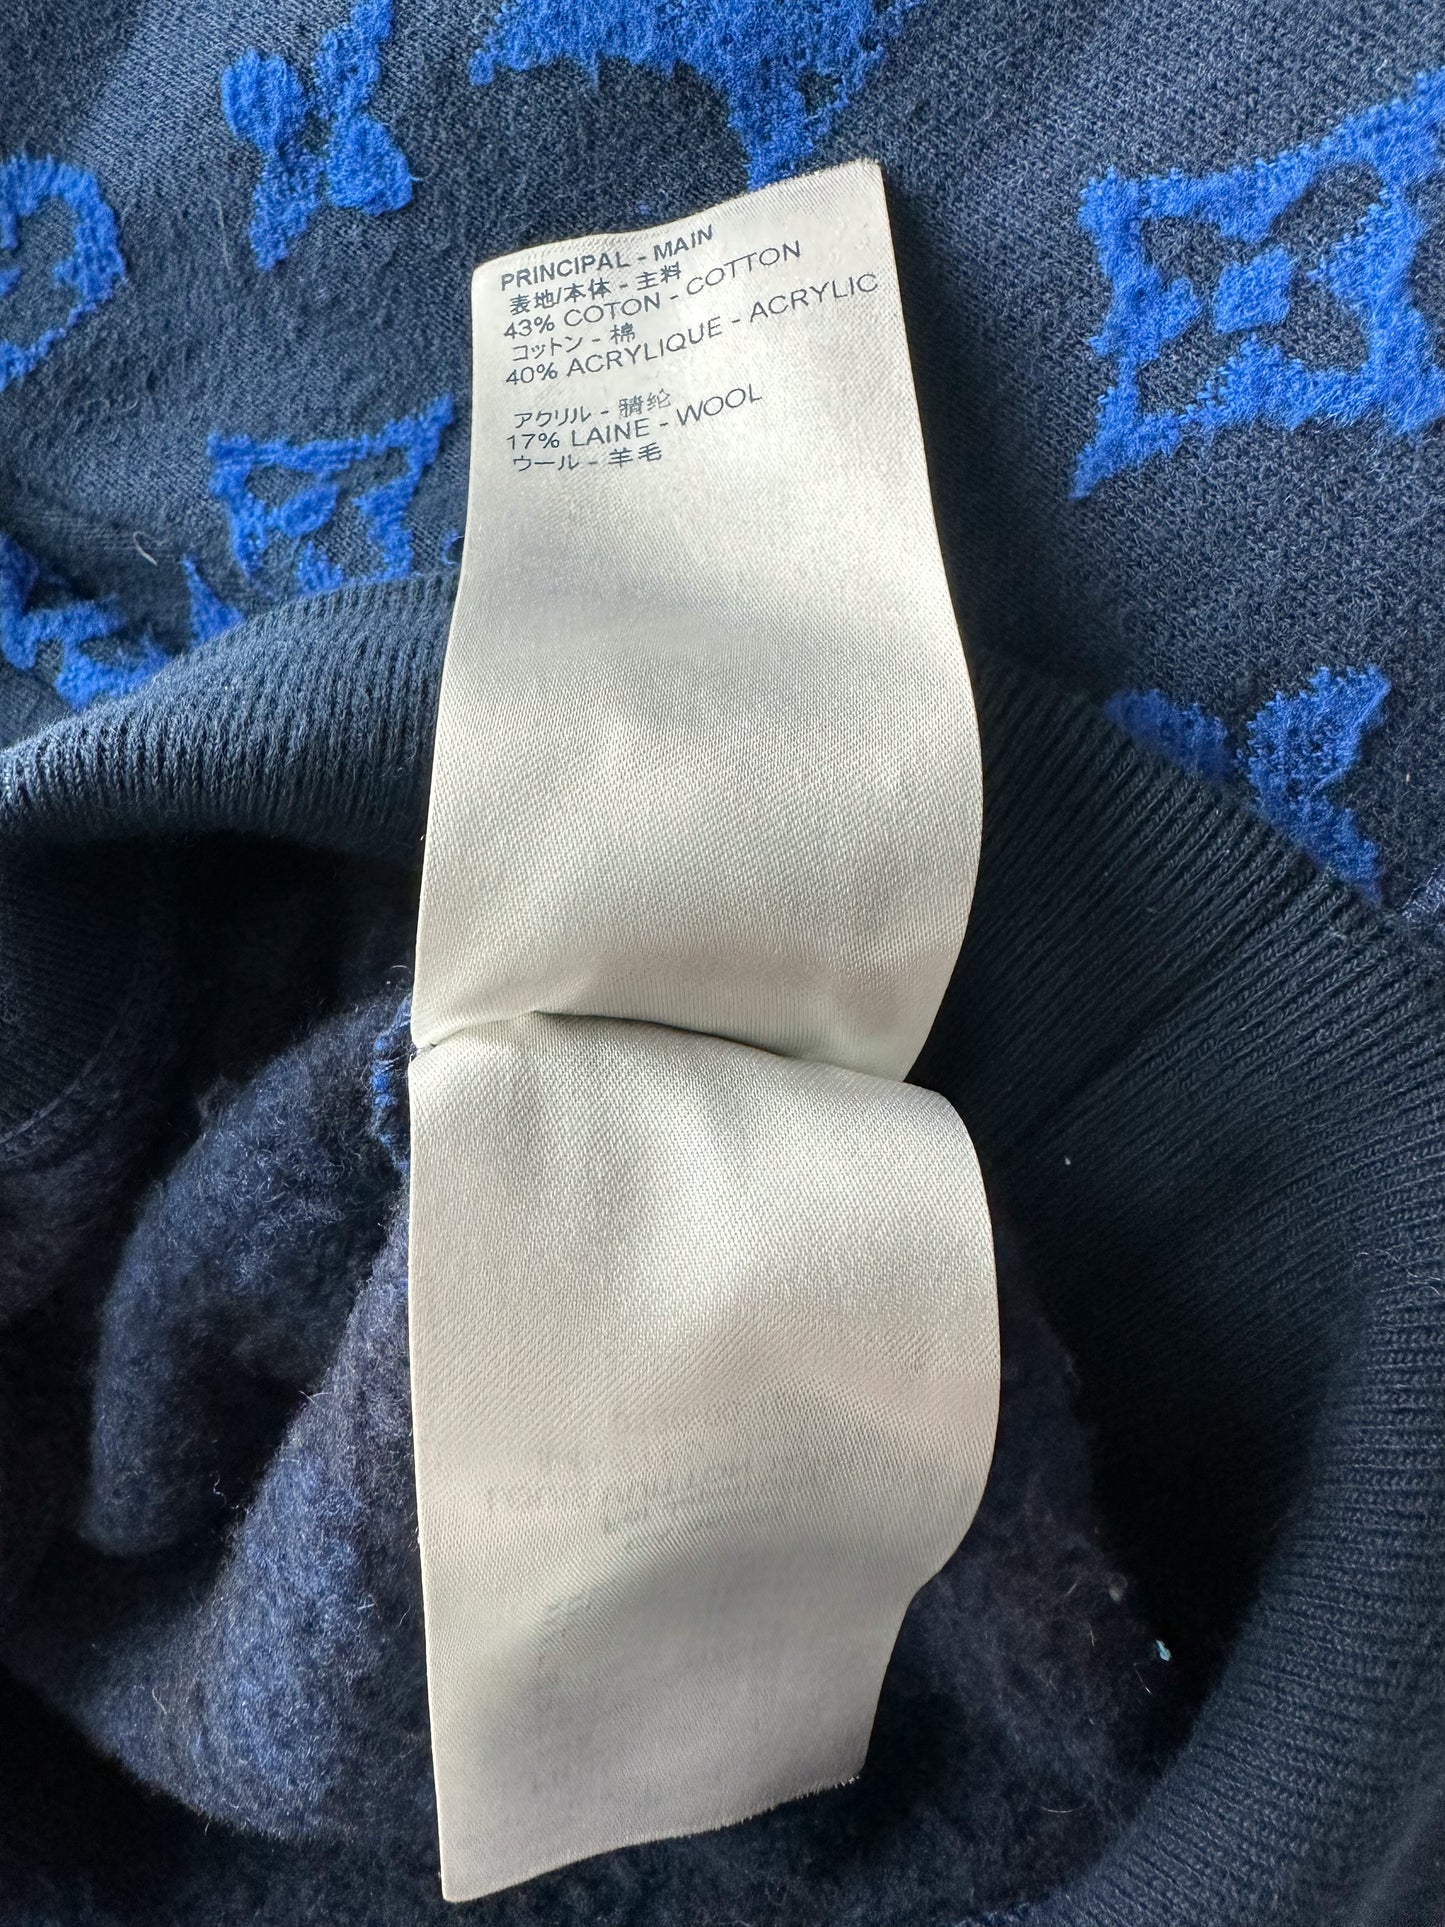 PRINCIPAL - MAIN
表地/本体 - 主料
43% COTON - COTTON
コットン - 棉
40% ACRYLIQUE - ACRYLIC
アクリル - 腈纶
17% LAINE - WOOL
ウール - 羊毛